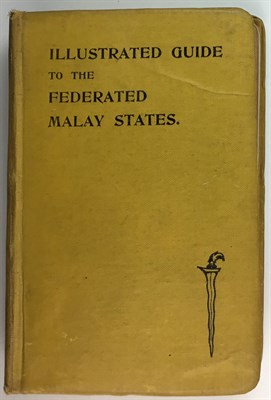 ILLUSTRATED GUIDE
TO THE
FEDERATED
MALAY STATES.